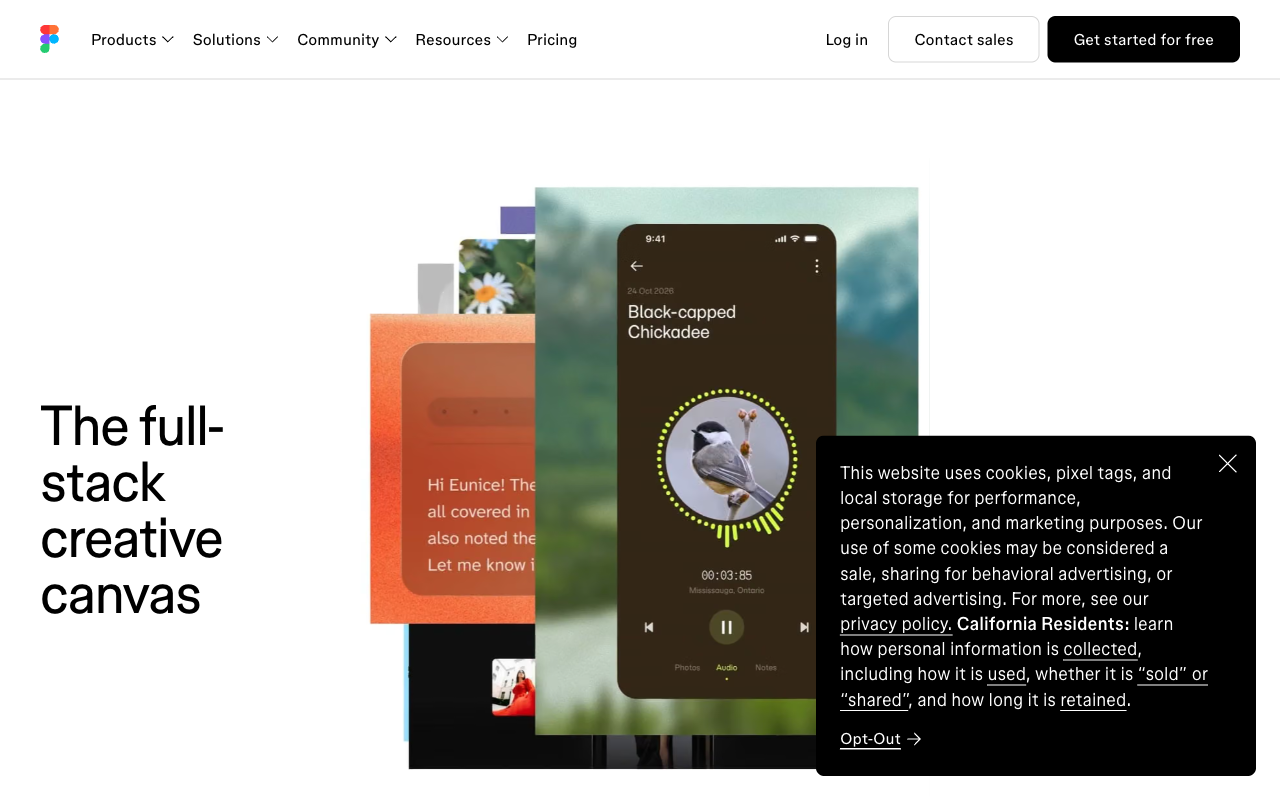 Products
Solutions
Community
Resources
Pricing
Log in
Contact sales
Get started for free
The full-
stack
creative
canvas
Hi Eunice! The
all covered in
also noted the
Let me know i
9:41
24 Oct 2026
Black-capped
Chickadee
00:03:85
Mississauga, Ontario
Photos
Audio
Notes
This website uses cookies, pixel tags, and
local storage for performance,
personalization, and marketing purposes. Our
use of some cookies may be considered a
sale, sharing for behavioral advertising, or
targeted advertising. For more, see our
privacy policy. California Residents: learn
how personal information is collected,
including how it is used, whether it is “sold” or
“shared”, and how long it is retained.
Opt-Out